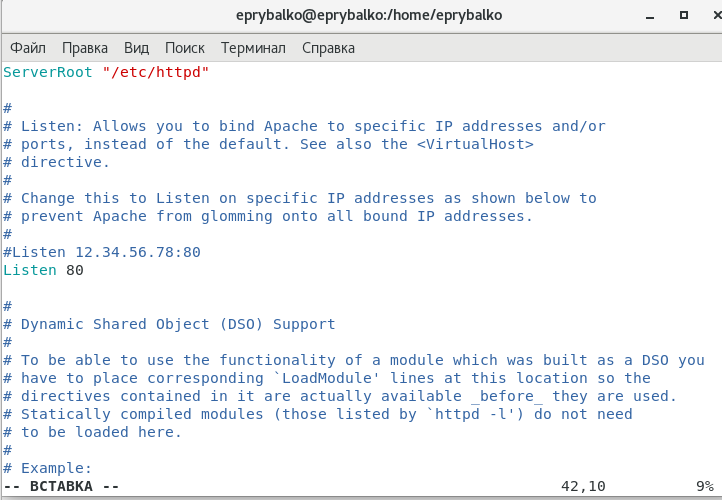 eprybalko@eprybalko:/home/eprybalko
Файл Правка Вид Поиск Терминал Справка
ServerRoot "/etc/httpd"
#
# Listen: Allows you to bind Apache to specific IP addresses and/or
# ports, instead of the default. See also the <VirtualHost>
# directive.
#
# Change this to Listen on specific IP addresses as shown below to
# prevent Apache from glomming onto all bound IP addresses.
#
#Listen 12.34.56.78:80
Listen 80
#
# Dynamic Shared Object (DSO) Support
#
# To be able to use the functionality of a module which was built as a DSO you
# have to place corresponding `LoadModule' lines at this location so the
# directives contained in it are actually available _before_ they are used.
# Statically compiled modules (those listed by `httpd -l') do not need
# to be loaded here.
#
# Example:
-- ВСТАВКА -- 42,10 9%